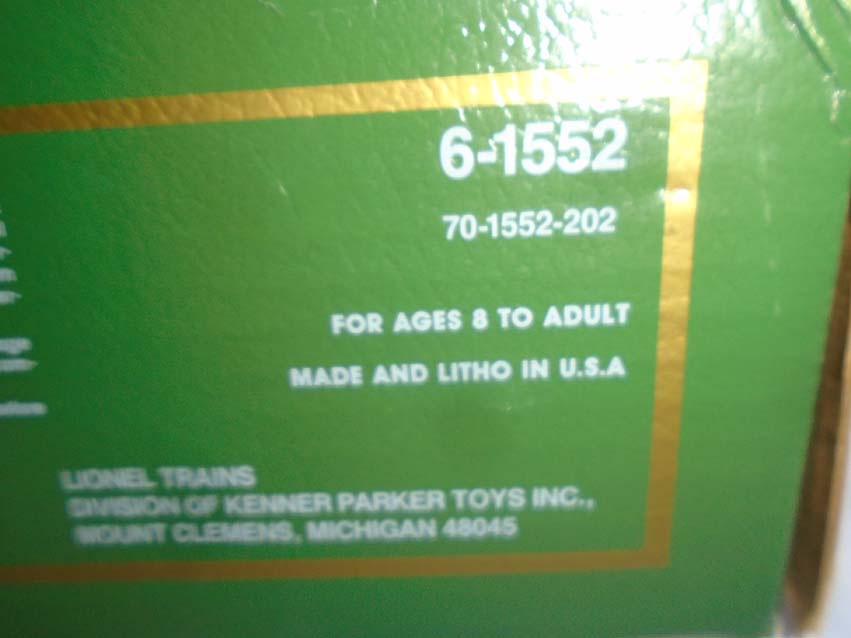 6-1552
70-1552-202
FOR AGES 8 TO ADULT
MADE AND LITHO IN U.S.A
LIONEL TRAINS
DIVISION OF KENNER PARKER TOYS INC.,
MOUNT CLEMENS, MICHIGAN 48045